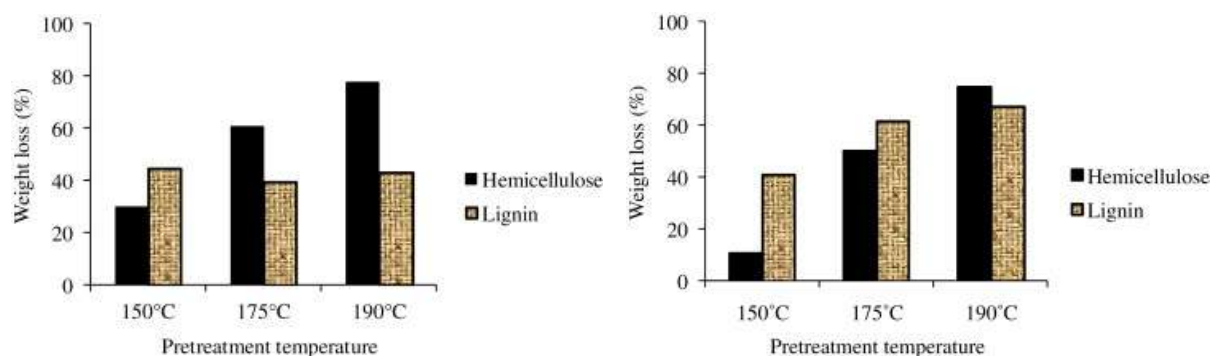 100
80
60
40
20
0
Weight loss (%)
150°C 175°C 190°C
Pretreatment temperature
Hemicellulose
Lignin
100
80
60
40
20
0
Weight loss (%)
150˚C 175˚C 190˚C
Pretreatment temperature
Hemicellulose
Lignin